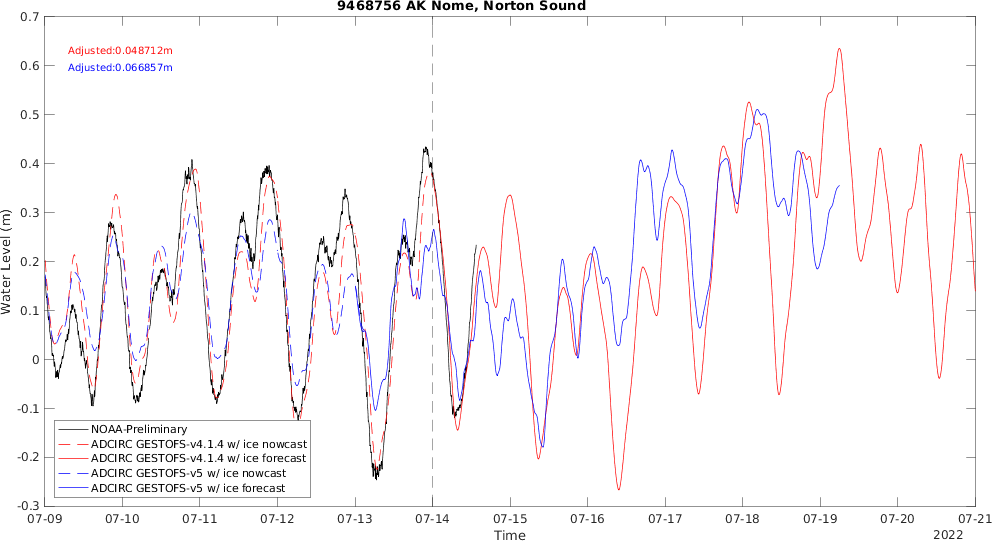 9468756 AK Nome, Norton Sound
Adjusted:0.048712m
Adjusted:0.066857m
Water Level (m)
0.7
0.6
0.5
0.4
0.3
0.2
0.1
0
-0.1
-0.2
-0.3
NOAA-Preliminary
ADCIRC GESTOFS-v4.1.4 w/ ice nowcast
ADCIRC GESTOFS-v4.1.4 w/ ice forecast
ADCIRC GESTOFS-v5 w/ ice nowcast
ADCIRC GESTOFS-v5 w/ ice forecast
07-09 07-10 07-11 07-12 07-13 07-14 07-15 07-16 07-17 07-18 07-19 07-20 07-21
Time
2022